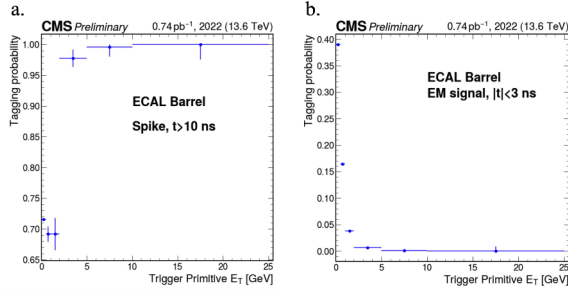 a.
CMS Preliminary 0.74 pb⁻¹, 2022 (13.6 TeV)
Tagging probability
1.00
0.95
0.90
0.85
0.80
0.75
0.70
0.65
ECAL Barrel
Spike, t>10 ns
0 5 10 15 20 25
Trigger Primitive E_T [GeV]
b.
CMS Preliminary 0.74 pb⁻¹, 2022 (13.6 TeV)
Tagging probability
0.40
0.35
0.30
0.25
0.20
0.15
0.10
0.05
0.00
ECAL Barrel
EM signal, |t|<3 ns
0 5 10 15 20 25
Trigger Primitive E_T [GeV]